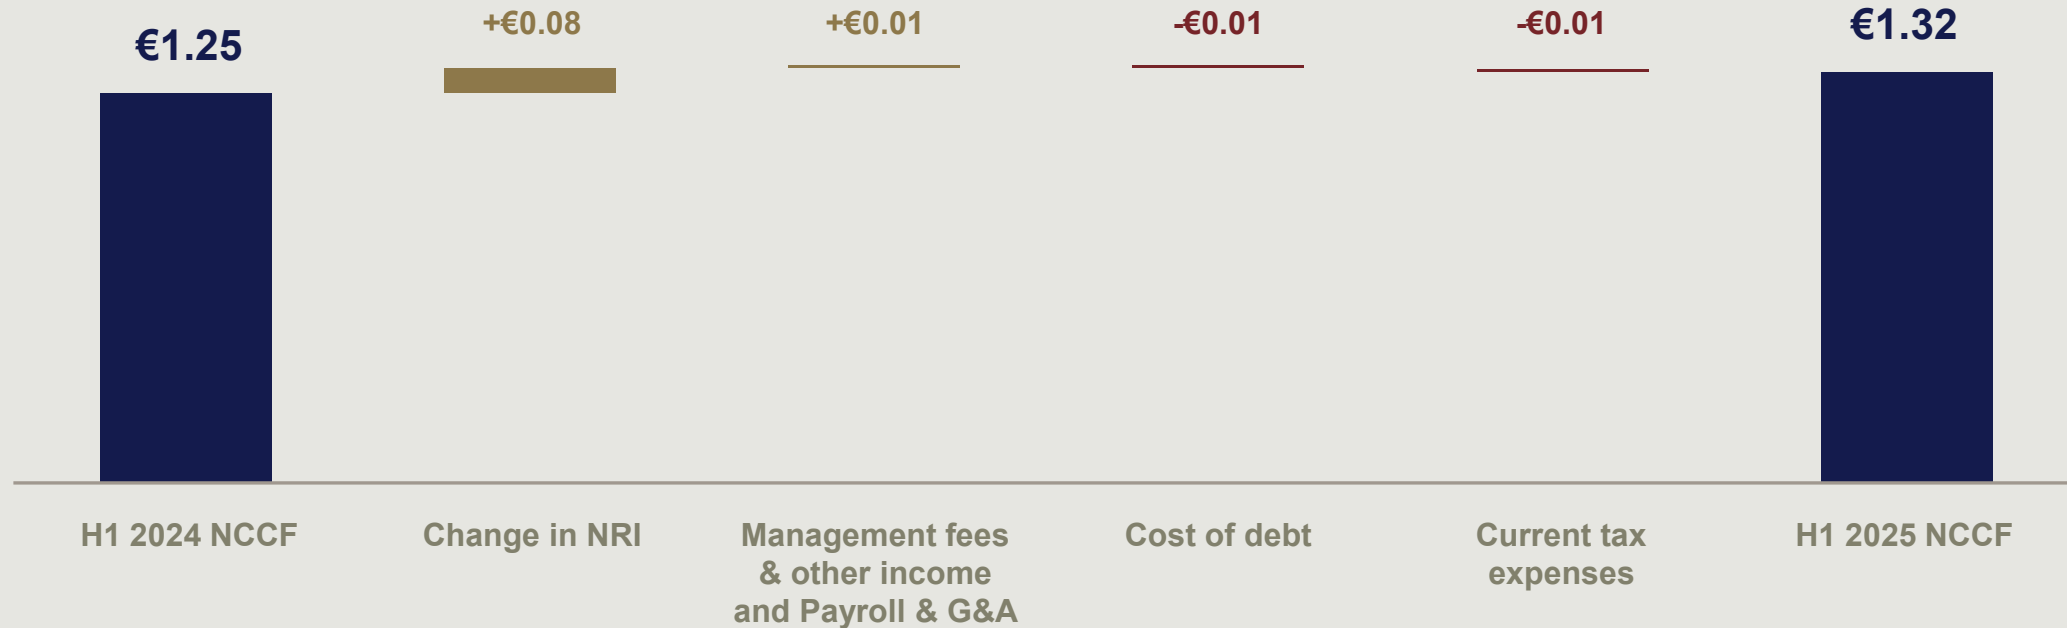 €1.25
+€0.08
+€0.01
-€0.01
-€0.01
€1.32
H1 2024 NCCF
Change in NRI
Management fees
& other income
and Payroll & G&A
Cost of debt
Current tax
expenses
H1 2025 NCCF